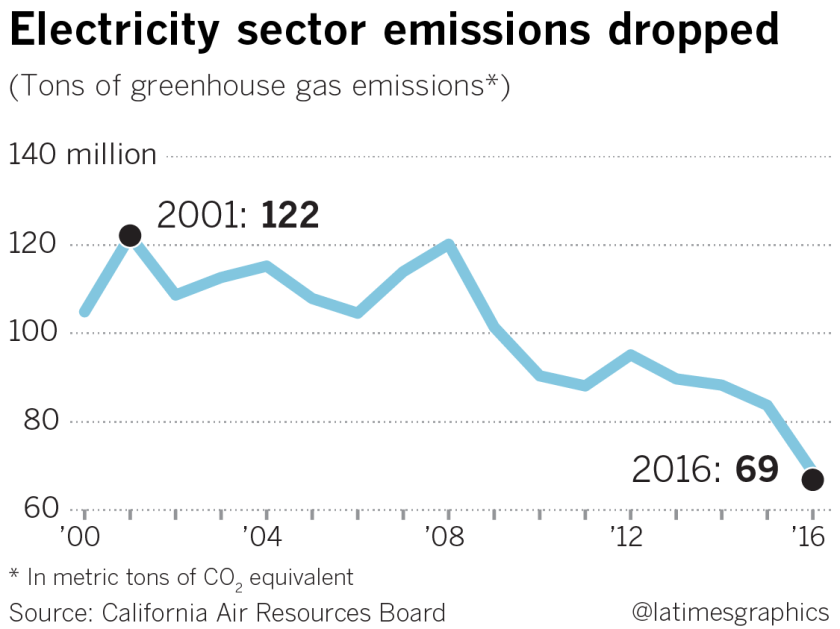 Electricity sector emissions dropped
(Tons of greenhouse gas emissions*)
140 million
2001: 122
120
100
80
2016: 69
60
’00 ’04 ’08 ’12 ’16
* In metric tons of CO₂ equivalent
Source: California Air Resources Board @latimesgraphics